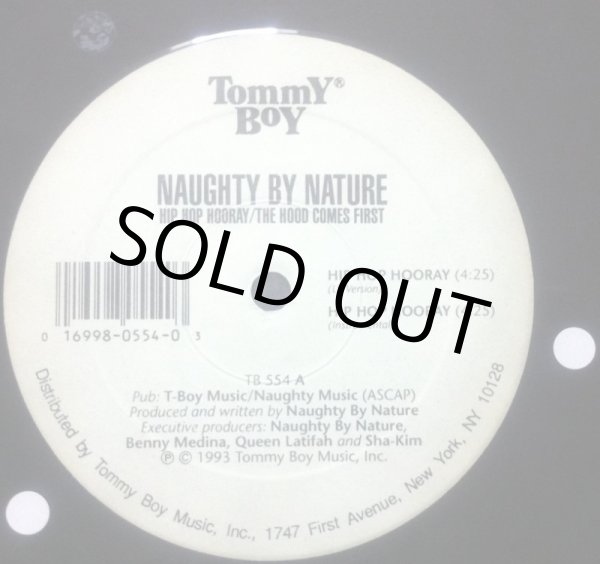 Tommy®
Boy
NAUGHTY BY NATURE
HIP HOP HOORAY/THE HOOD COMES FIRST
SOLD OUT
HIP HOP HOORAY (4:25)
HIP HOP HOORAY
0 16998-0554-0 3
TB 554 A
Pub: T-Boy Music/Naughty Music (ASCAP)
Produced and written by Naughty By Nature
Executive producers: Naughty By Nature,
Benny Medina, Queen Latifah and Sha-Kim
℗ © 1993 Tommy Boy Music, Inc.
Distributed by Tommy Boy Music, Inc., 1747 First Avenue, New York, NY 10128